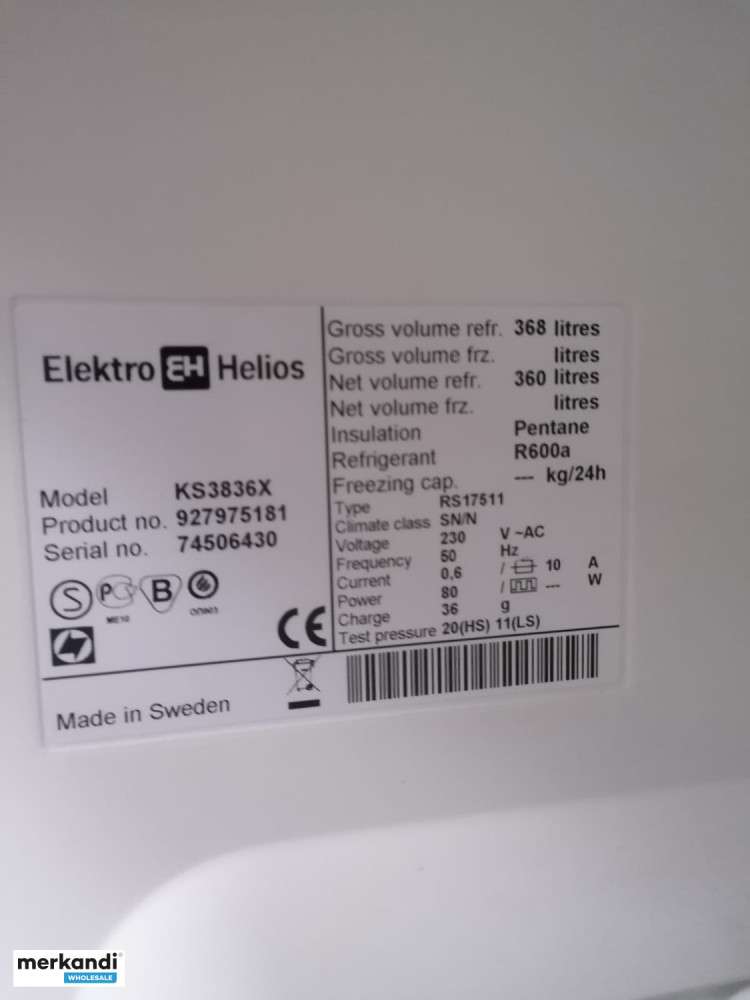 Elektro EH Helios
Model KS3836X
Product no. 927975181
Serial no. 74506430
S PC B
ME10
CE
Made in Sweden
Gross volume refr. 368 litres
Gross volume frz. litres
Net volume refr. 360 litres
Net volume frz. litres
Insulation Pentane
Refrigerant R600a
Freezing cap. --- kg/24h
Type RS17511
Climate class SN/N
Voltage 230 V ~AC
Frequency 50 Hz
Current 0,6 / 10 A
Power 80 / --- W
Charge 36 g
Test pressure 20(HS) 11(LS)
merkandi
WHOLESALE